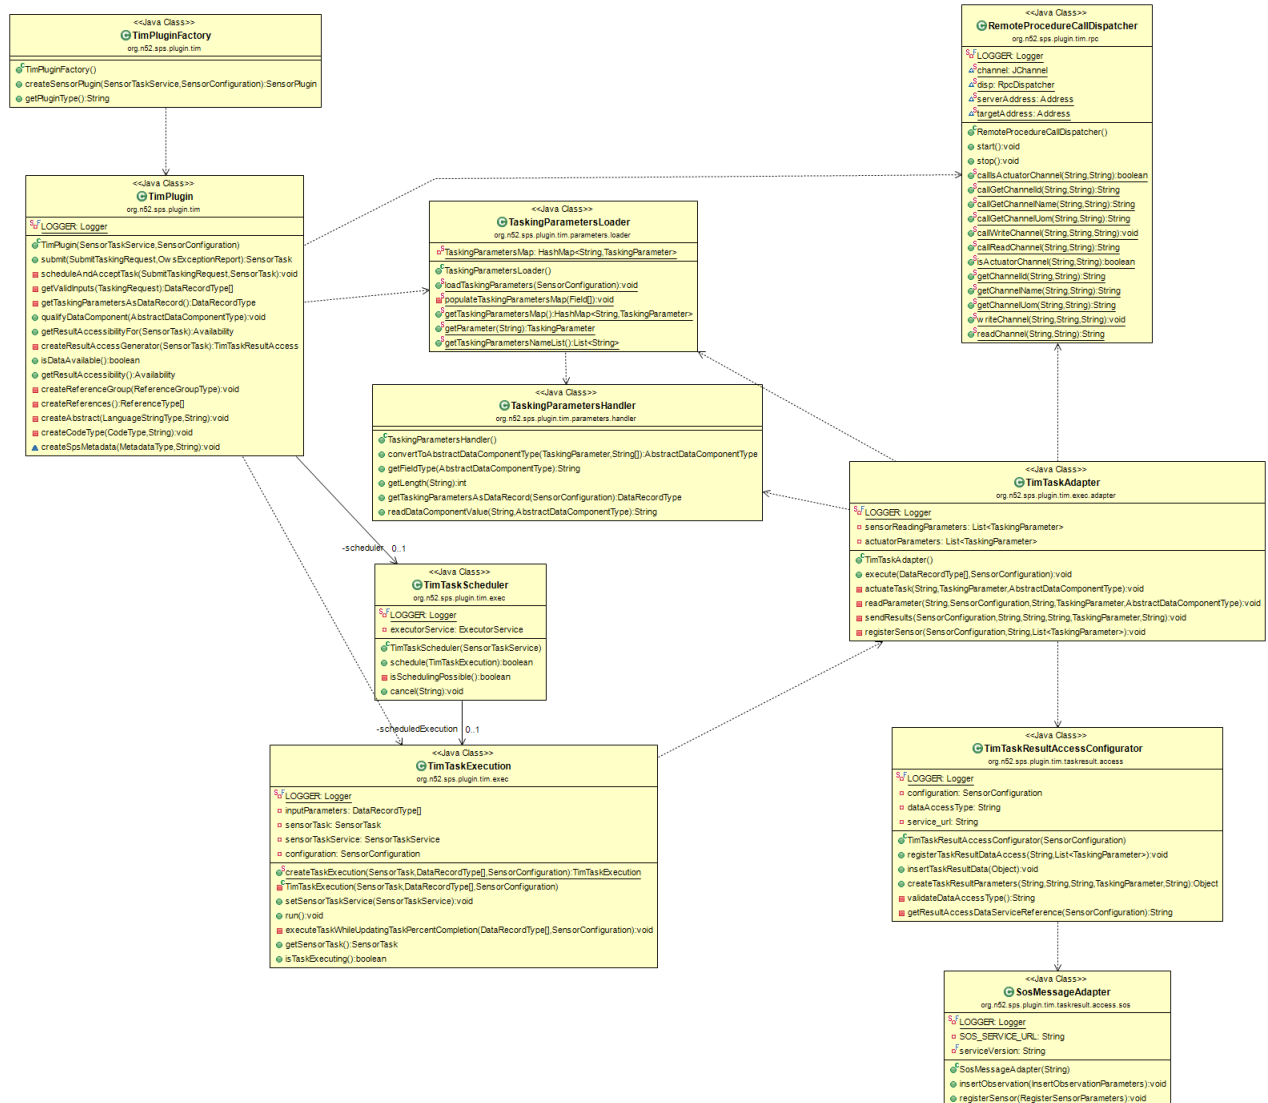 <<Java Class>>
TimPluginFactory
org.n52.sps.plugin.tim
TimPluginFactory()
createSensorPlugin(SensorTaskService,SensorConfiguration):SensorPlugin
getPluginType():String
<<Java Class>>
RemoteProcedureCallDispatcher
org.n52.sps.plugin.tim.rpc
LOGGER: Logger
channel: JChannel
disp: RpcDispatcher
serverAddress: Address
targetAddress: Address
RemoteProcedureCallDispatcher()
start():void
stop():void
callIsActuatorChannel(String,String):boolean
callGetChannelId(String,String):String
callGetChannelName(String,String):String
callGetChannelUom(String,String):String
callWriteChannel(String,String,String):void
callReadChannel(String,String):String
isActuatorChannel(String,String):boolean
getChannelId(String,String):String
getChannelName(String,String):String
getChannelUom(String,String):String
writeChannel(String,String,String):void
readChannel(String,String):String
<<Java Class>>
TimPlugin
org.n52.sps.plugin.tim
LOGGER: Logger
TimPlugin(SensorTaskService,SensorConfiguration)
submit(SubmitTaskingRequest,OwsExceptionReport):SensorTask
scheduleAndAcceptTask(SubmitTaskingRequest,SensorTask):void
getValidInputs(TaskingRequest):DataRecordType[]
getTaskingParametersAsDataRecord():DataRecordType
qualifyDataComponent(AbstractDataComponentType):void
getResultAccessibilityFor(SensorTask):Availability
createResultAccessGenerator(SensorTask):TimTaskResultAccess
isDataAvailable():boolean
getResultAccessibility():Availability
createReferenceGroup(ReferenceGroupType):void
createReferences():ReferenceType[]
createAbstract(LanguageStringType,String):void
createCodeType(CodeType,String):void
createSpsMetadata(MetadataType,String):void
<<Java Class>>
TaskingParametersLoader
org.n52.sps.plugin.tim.parameters.loader
TaskingParametersMap: HashMap<String,TaskingParameter>
TaskingParametersLoader()
loadTaskingParameters(SensorConfiguration):void
populateTaskingParametersMap(Field[]):void
getTaskingParametersMap():HashMap<String,TaskingParameter>
getParameter(String):TaskingParameter
getTaskingParametersNameList():List<String>
<<Java Class>>
TaskingParametersHandler
org.n52.sps.plugin.tim.parameters.handler
TaskingParametersHandler()
convertToAbstractDataComponentType(TaskingParameter,String[]):AbstractDataComponentType
getFieldType(AbstractDataComponentType):String
getLength(String):int
getTaskingParametersAsDataRecord(SensorConfiguration):DataRecordType
readDataComponentValue(String,AbstractDataComponentType):String
<<Java Class>>
TimTaskAdapter
org.n52.sps.plugin.tim.exec.adapter
LOGGER: Logger
sensorReadingParameters: List<TaskingParameter>
actuatorParameters: List<TaskingParameter>
TimTaskAdapter()
execute(DataRecordType[],SensorConfiguration):void
actuateTask(String,TaskingParameter,AbstractDataComponentType):void
readParameter(String,SensorConfiguration,String,TaskingParameter,AbstractDataComponentType):void
sendResults(SensorConfiguration,String,String,String,TaskingParameter,String):void
registerSensor(SensorConfiguration,String,List<TaskingParameter>):void
-scheduler 0..1
<<Java Class>>
TimTaskScheduler
org.n52.sps.plugin.tim.exec
LOGGER: Logger
executorService: ExecutorService
TimTaskScheduler(SensorTaskService)
schedule(TimTaskExecution):boolean
isSchedulingPossible():boolean
cancel(String):void
-scheduledExecution 0..1
<<Java Class>>
TimTaskExecution
org.n52.sps.plugin.tim.exec
LOGGER: Logger
inputParameters: DataRecordType[]
sensorTask: SensorTask
sensorTaskService: SensorTaskService
configuration: SensorConfiguration
createTaskExecution(SensorTask,DataRecordType[],SensorConfiguration):TimTaskExecution
TimTaskExecution(SensorTask,DataRecordType[],SensorConfiguration)
setSensorTaskService(SensorTaskService):void
run():void
executeTaskWhileUpdatingTaskPercentCompletion(DataRecordType[],SensorConfiguration):void
getSensorTask():SensorTask
isTaskExecuting():boolean
<<Java Class>>
TimTaskResultAccessConfigurator
org.n52.sps.plugin.tim.taskresult.access
LOGGER: Logger
configuration: SensorConfiguration
dataAccessType: String
service_url: String
TimTaskResultAccessConfigurator(SensorConfiguration)
registerTaskResultDataAccess(String,List<TaskingParameter>):void
insertTaskResultData(Object):void
createTaskResultParameters(String,String,String,TaskingParameter,String):Object
validateDataAccessType():String
getResultAccessDataServiceReference(SensorConfiguration):String
<<Java Class>>
SosMessageAdapter
org.n52.sps.plugin.tim.taskresult.access.sos
LOGGER: Logger
SOS_SERVICE_URL: String
serviceVersion: String
SosMessageAdapter(String)
insertObservation(InsertObservationParameters):void
registerSensor(RegisterSensorParameters):void